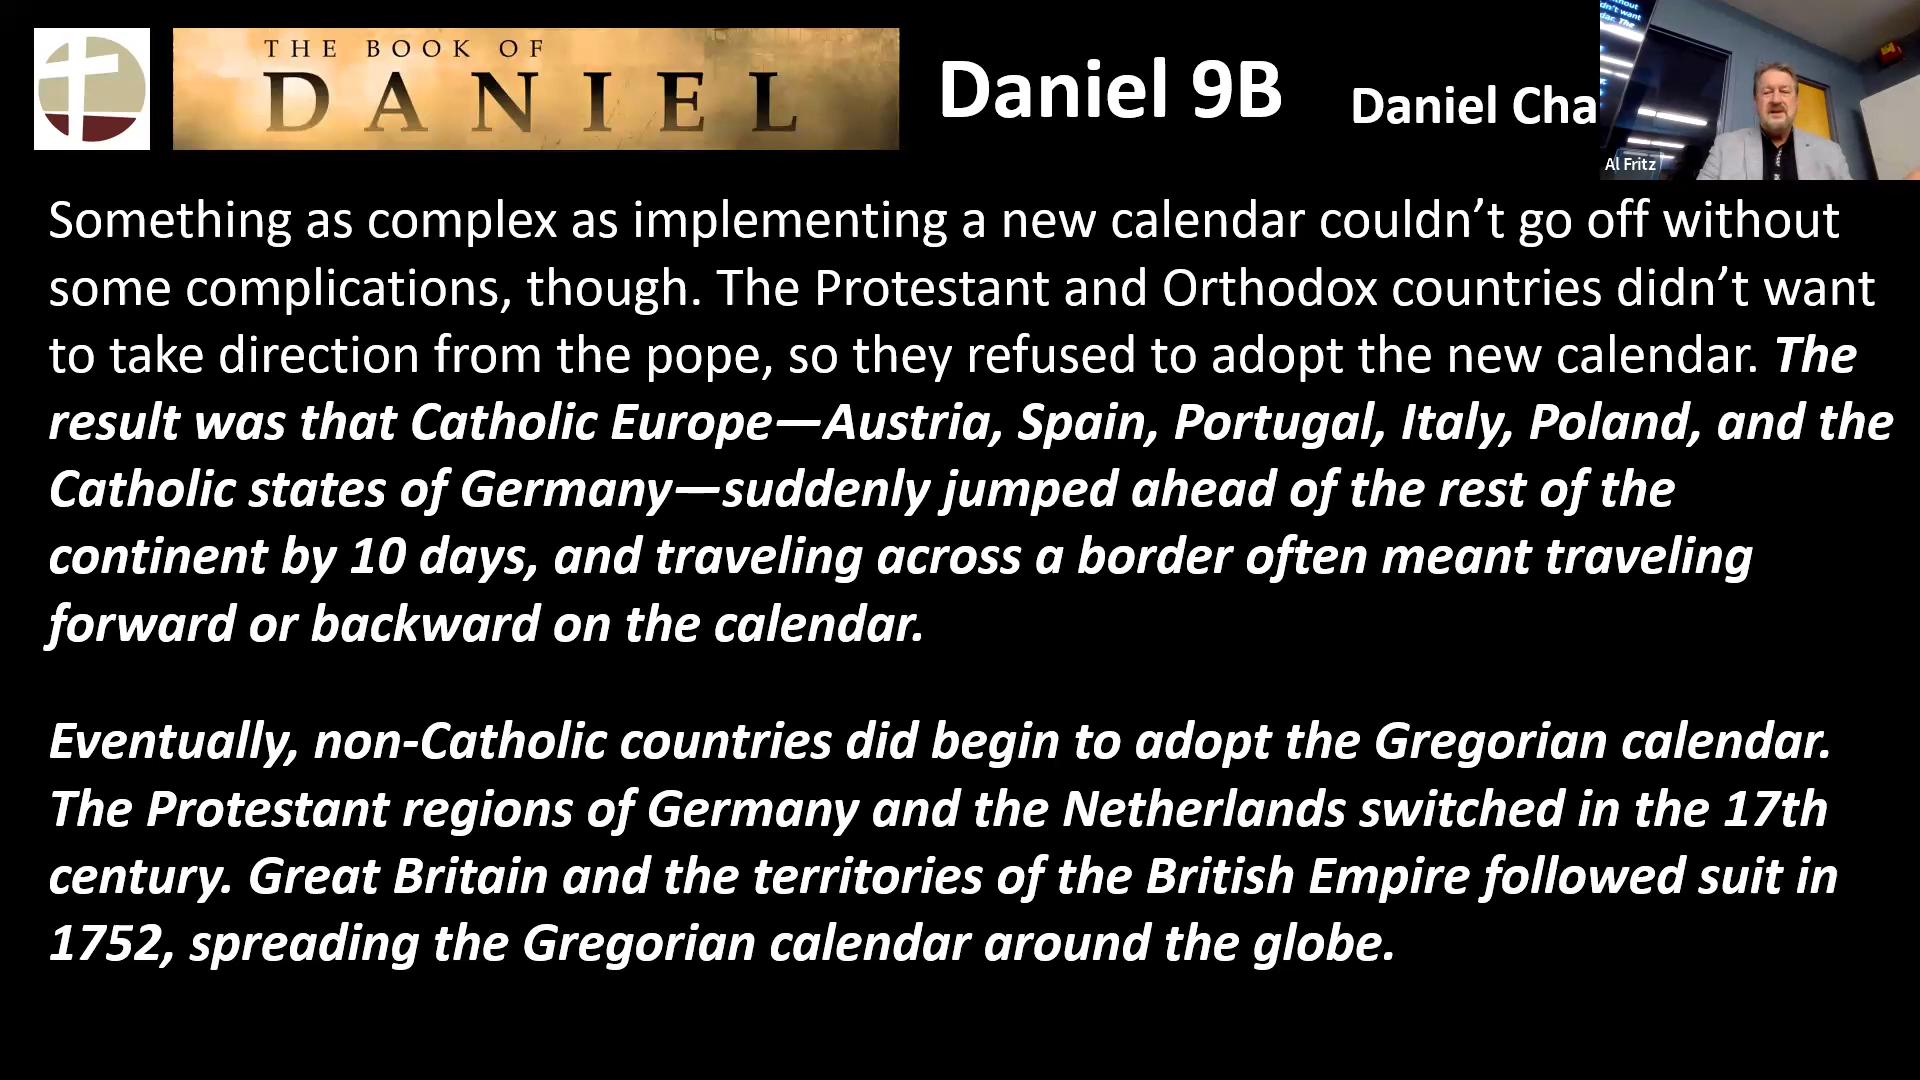 THE BOOK OF
DANIEL
Daniel 9B
Daniel Cha
Al Fritz
Something as complex as implementing a new calendar couldn’t go off without
some complications, though. The Protestant and Orthodox countries didn’t want
to take direction from the pope, so they refused to adopt the new calendar. The
result was that Catholic Europe—Austria, Spain, Portugal, Italy, Poland, and the
Catholic states of Germany—suddenly jumped ahead of the rest of the
continent by 10 days, and traveling across a border often meant traveling
forward or backward on the calendar.
Eventually, non-Catholic countries did begin to adopt the Gregorian calendar.
The Protestant regions of Germany and the Netherlands switched in the 17th
century. Great Britain and the territories of the British Empire followed suit in
1752, spreading the Gregorian calendar around the globe.